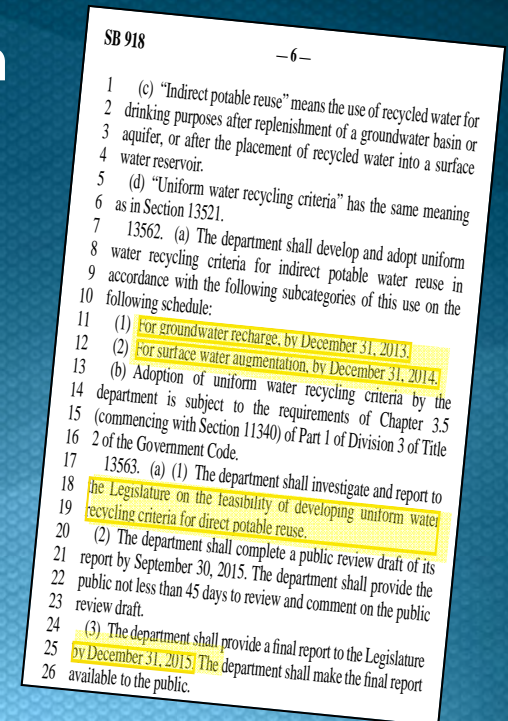 n
SB 918
—6—
1 (c) “Indirect potable reuse” means the use of recycled water for
2 drinking purposes after replenishment of a groundwater basin or
3 aquifer, or after the placement of recycled water into a surface
4 water reservoir.
5 (d) “Uniform water recycling criteria” has the same meaning
6 as in Section 13521.
7 13562. (a) The department shall develop and adopt uniform
8 water recycling criteria for indirect potable water reuse in
9 accordance with the following subcategories of this use on the
10 following schedule:
11 (1) For groundwater recharge, by December 31, 2013.
12 (2) For surface water augmentation, by December 31, 2014.
13 (b) Adoption of uniform water recycling criteria by the
14 department is subject to the requirements of Chapter 3.5
15 (commencing with Section 11340) of Part 1 of Division 3 of Title
16 2 of the Government Code.
17 13563. (a) (1) The department shall investigate and report to
18 the Legislature on the feasibility of developing uniform water
19 recycling criteria for direct potable reuse.
20 (2) The department shall complete a public review draft of its
21 report by September 30, 2015. The department shall provide the
22 public not less than 45 days to review and comment on the public
23 review draft.
24 (3) The department shall provide a final report to the Legislature
25 by December 31, 2015. The department shall make the final report
26 available to the public.